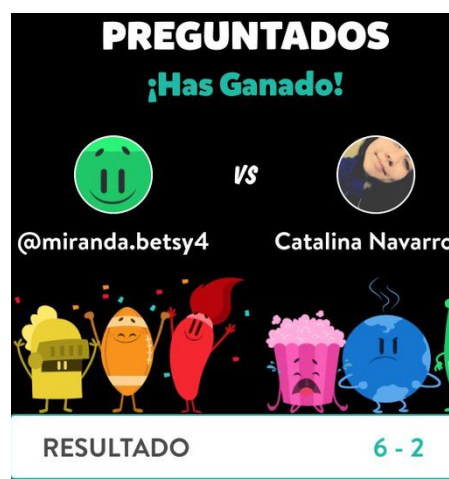 PREGUNTADOS
¡Has Ganado!
vs
@miranda.betsy4
Catalina Navarro
RESULTADO
6 - 2